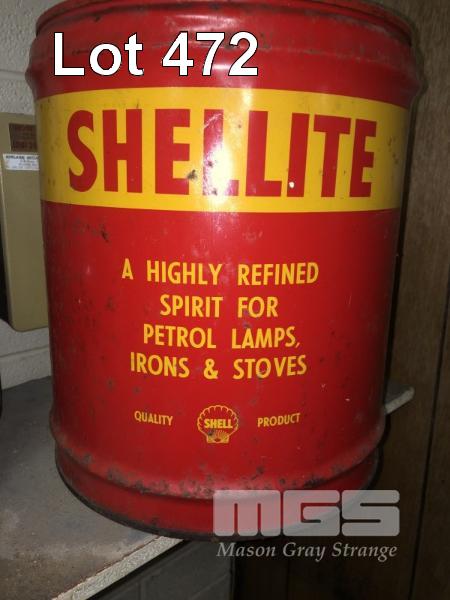 Lot 472
SHELLITE
A HIGHLY REFINED
SPIRIT FOR
PETROL LAMPS,
IRONS & STOVES
QUALITY SHELL PRODUCT
MGS
Mason Gray Strange